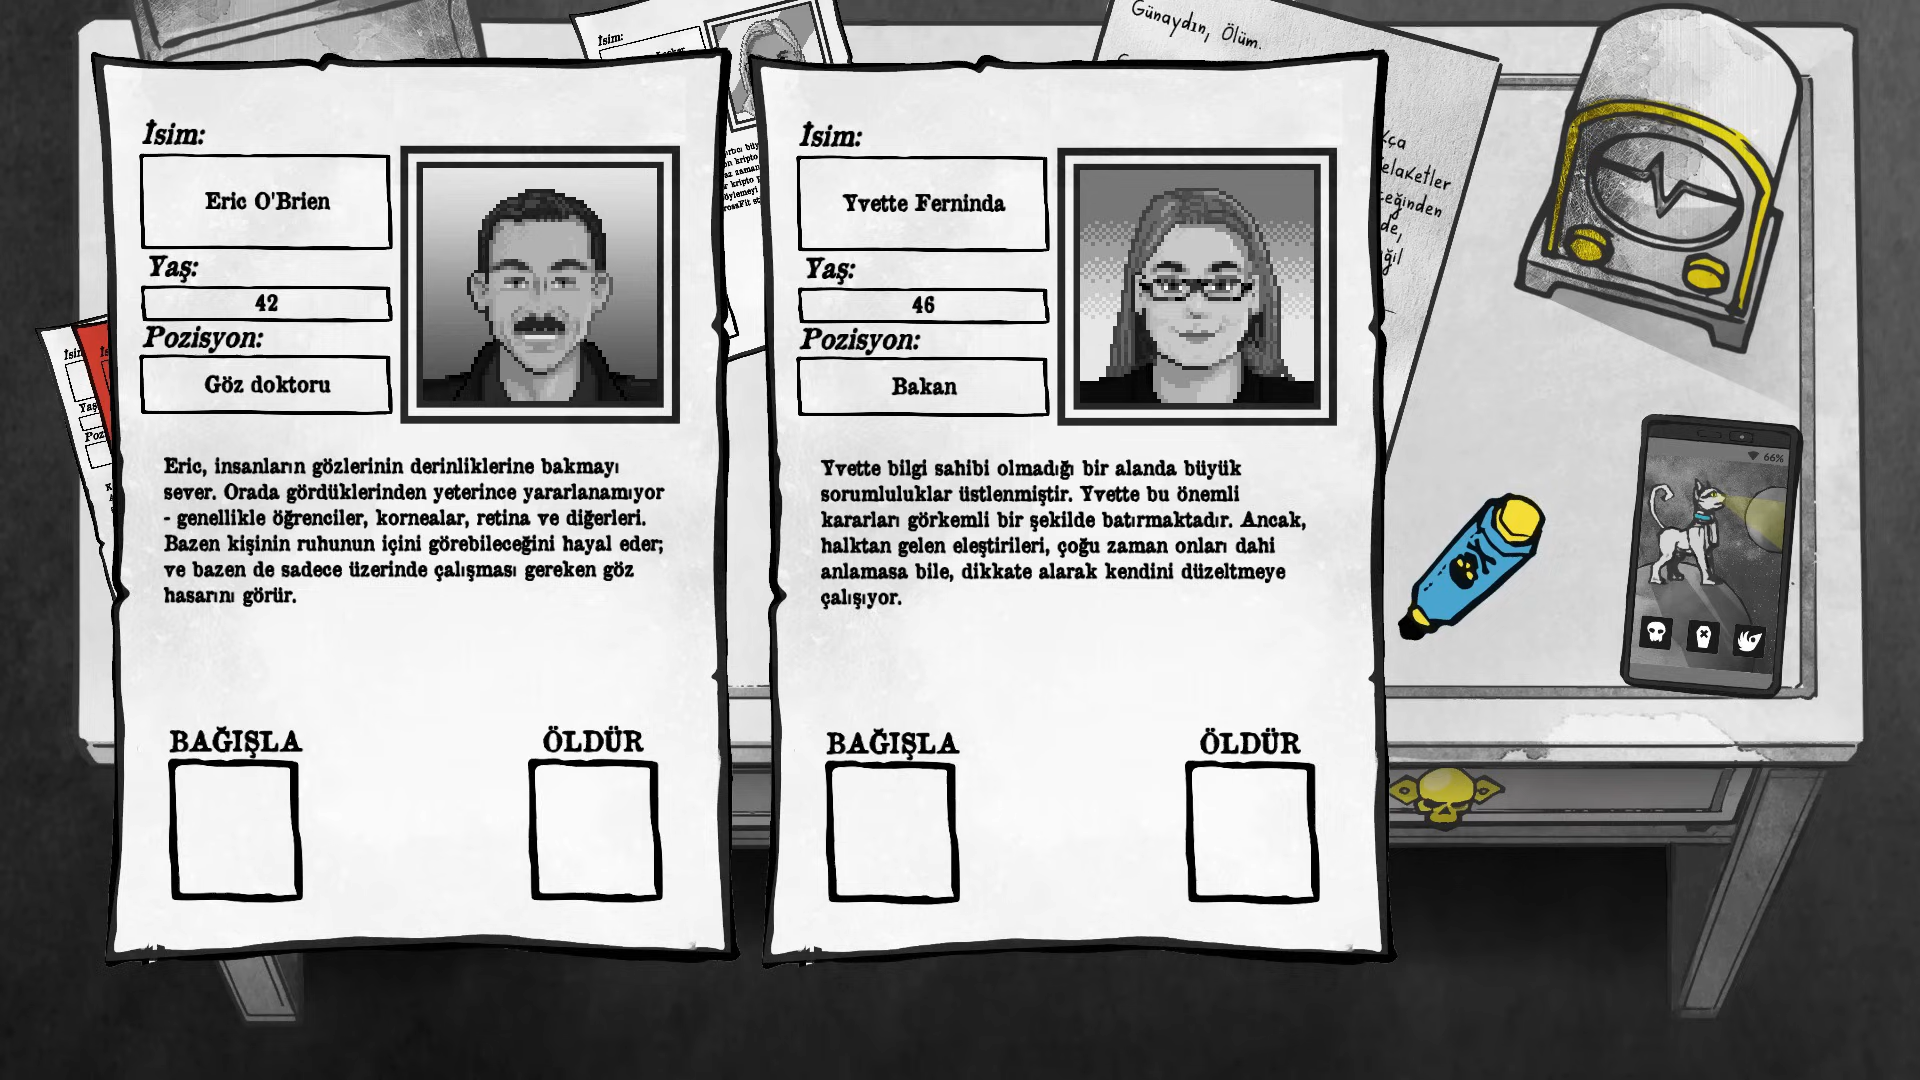 İsim:
Eric O'Brien
Yaş:
42
Pozisyon:
Göz doktoru
Eric, insanların gözlerinin derinliklerine bakmayı
sever. Orada gördüklerinden yeterince yararlanamıyor
- genellikle öğrenciler, kornealar, retina ve diğerleri.
Bazen kişinin ruhunun içini görebileceğini hayal eder;
ve bazen de sadece üzerinde çalışması gereken göz
hasarını görür.
BAĞIŞLA
ÖLDÜR
İsim:
Yvette Ferninda
Yaş:
46
Pozisyon:
Bakan
Yvette bilgi sahibi olmadığı bir alanda büyük
sorumluluklar üstlenmiştir. Yvette bu önemli
kararları görkemli bir şekilde batırmaktadır. Ancak,
halktan gelen eleştirileri, çoğu zaman onları dahi
anlamasa bile, dikkate alarak kendini düzeltmeye
çalışıyor.
BAĞIŞLA
ÖLDÜR
İsim:
Günaydın, Ölüm.
66%